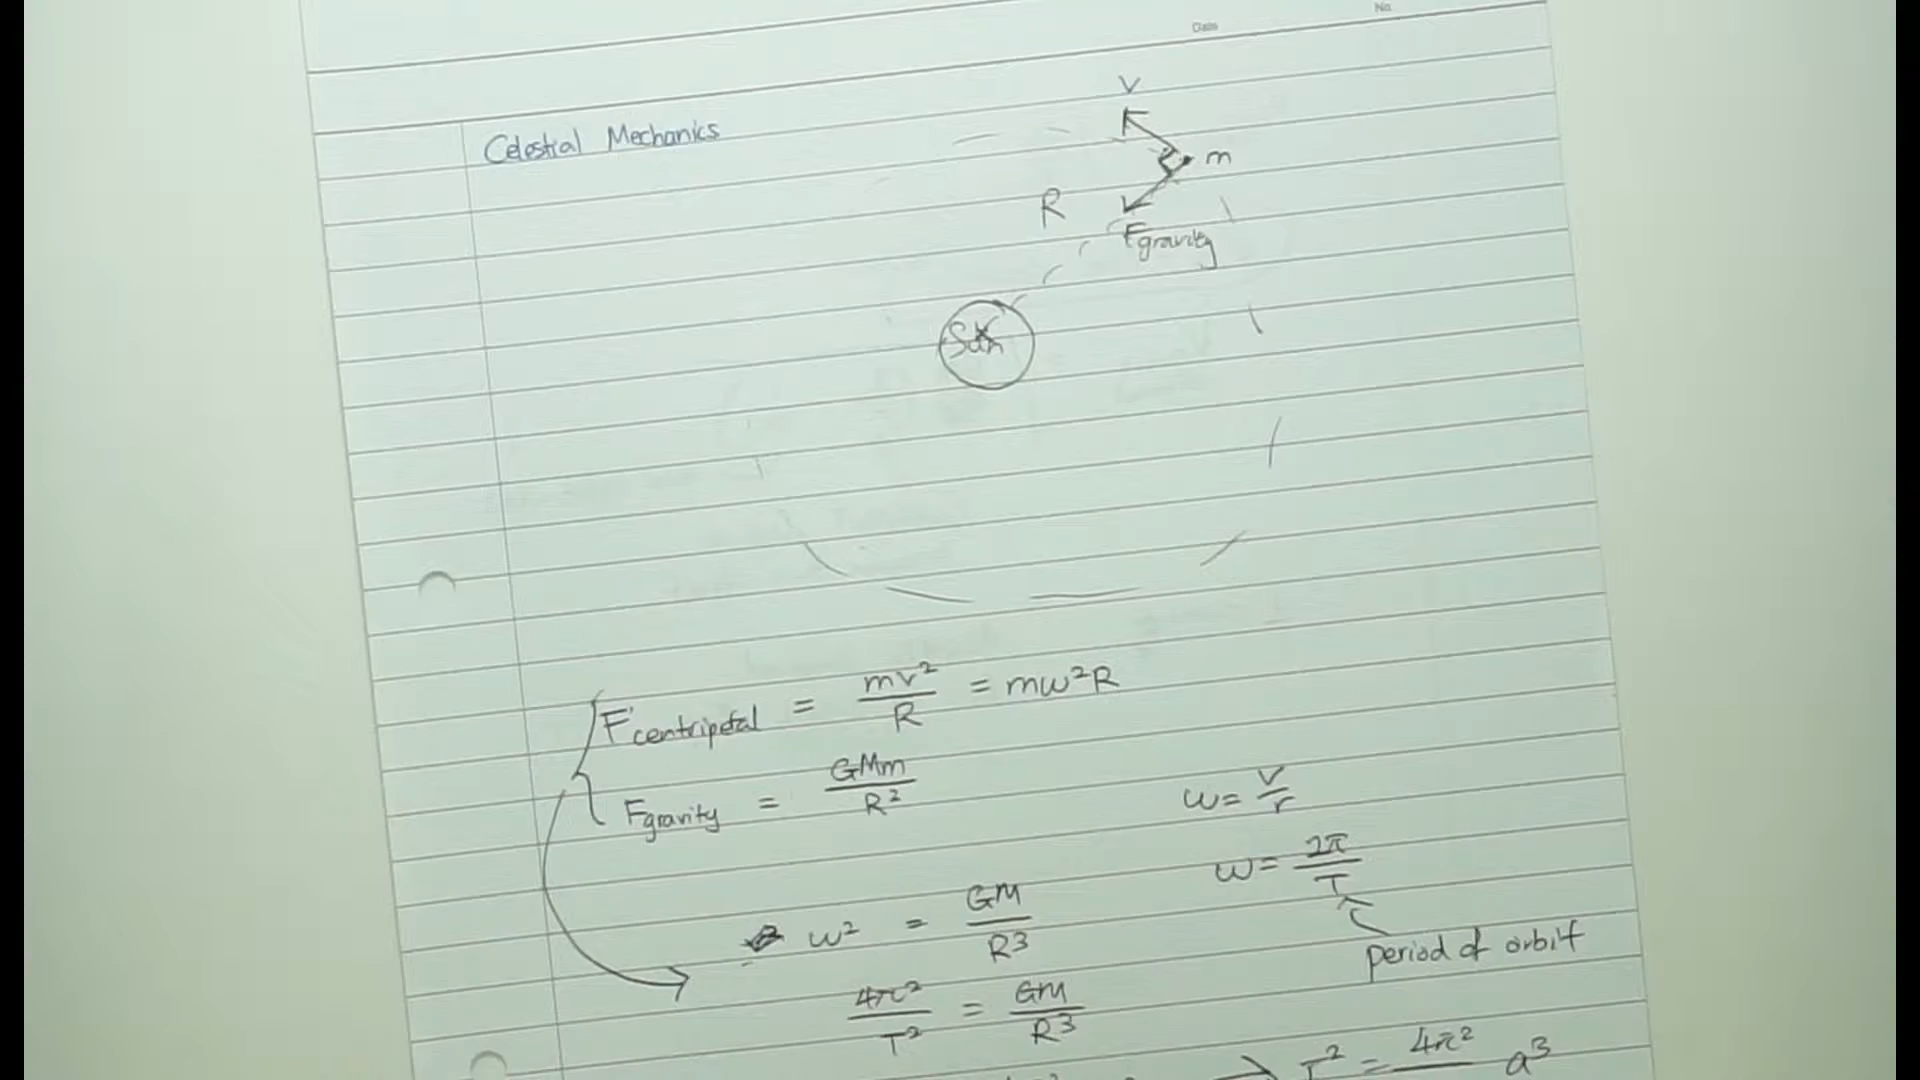 No.
Date
Celestial Mechanics
V
m
R
Fgravity
Sun
Fcentripetal = mv²/R = mω²R
Fgravity = GMm/R²
ω = v/r
ω = 2π/T
period of orbit
ω² = GM/R³
4π²/T² = GM/R³
T² = 4π² a³